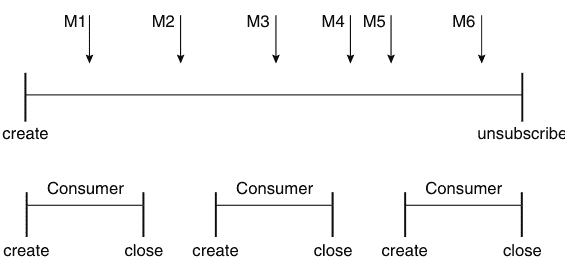 M1 M2 M3 M4 M5 M6
create unsubscribe
Consumer Consumer Consumer
create close create close create close